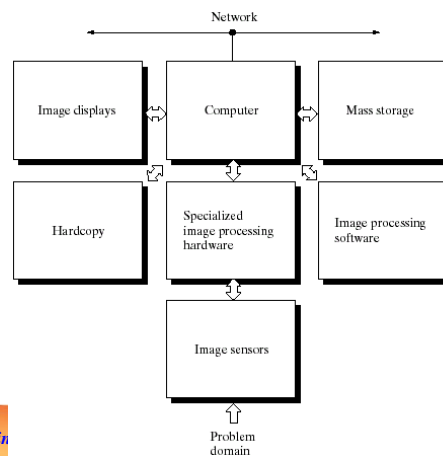 Network
Image displays
Computer
Mass storage
Hardcopy
Specialized
image processing
hardware
Image processing
software
Image sensors
Problem
domain